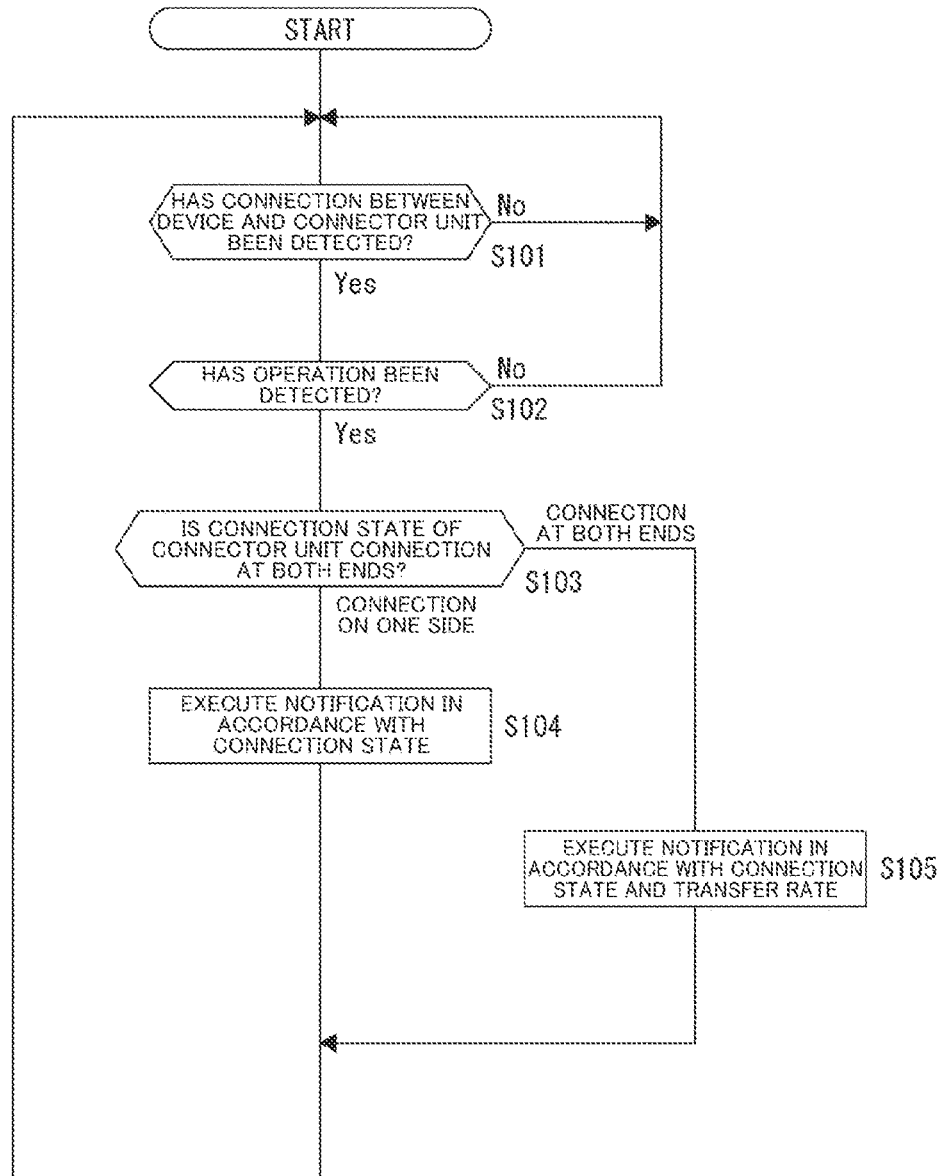 START
HAS CONNECTION BETWEEN
DEVICE AND CONNECTOR UNIT
BEEN DETECTED?
No
S101
Yes
HAS OPERATION BEEN
DETECTED?
No
S102
Yes
IS CONNECTION STATE OF
CONNECTOR UNIT CONNECTION
AT BOTH ENDS?
CONNECTION
AT BOTH ENDS
S103
CONNECTION
ON ONE SIDE
EXECUTE NOTIFICATION IN
ACCORDANCE WITH
CONNECTION STATE
S104
EXECUTE NOTIFICATION IN
ACCORDANCE WITH CONNECTION
STATE AND TRANSFER RATE
S105